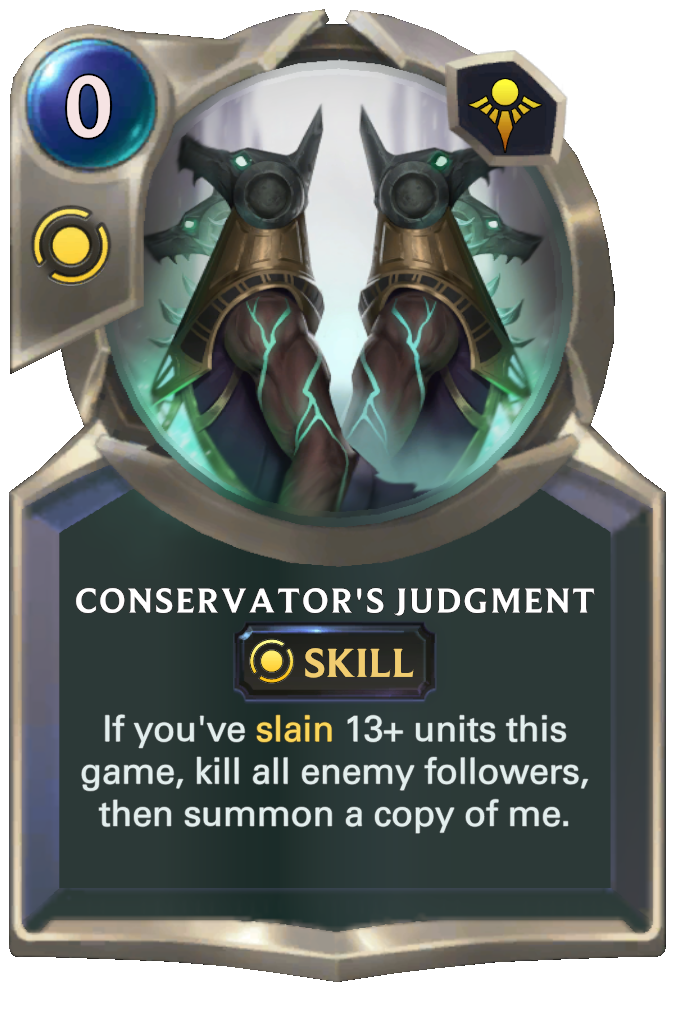 0
CONSERVATOR'S JUDGMENT
SKILL
If you've slain 13+ units this
game, kill all enemy followers,
then summon a copy of me.